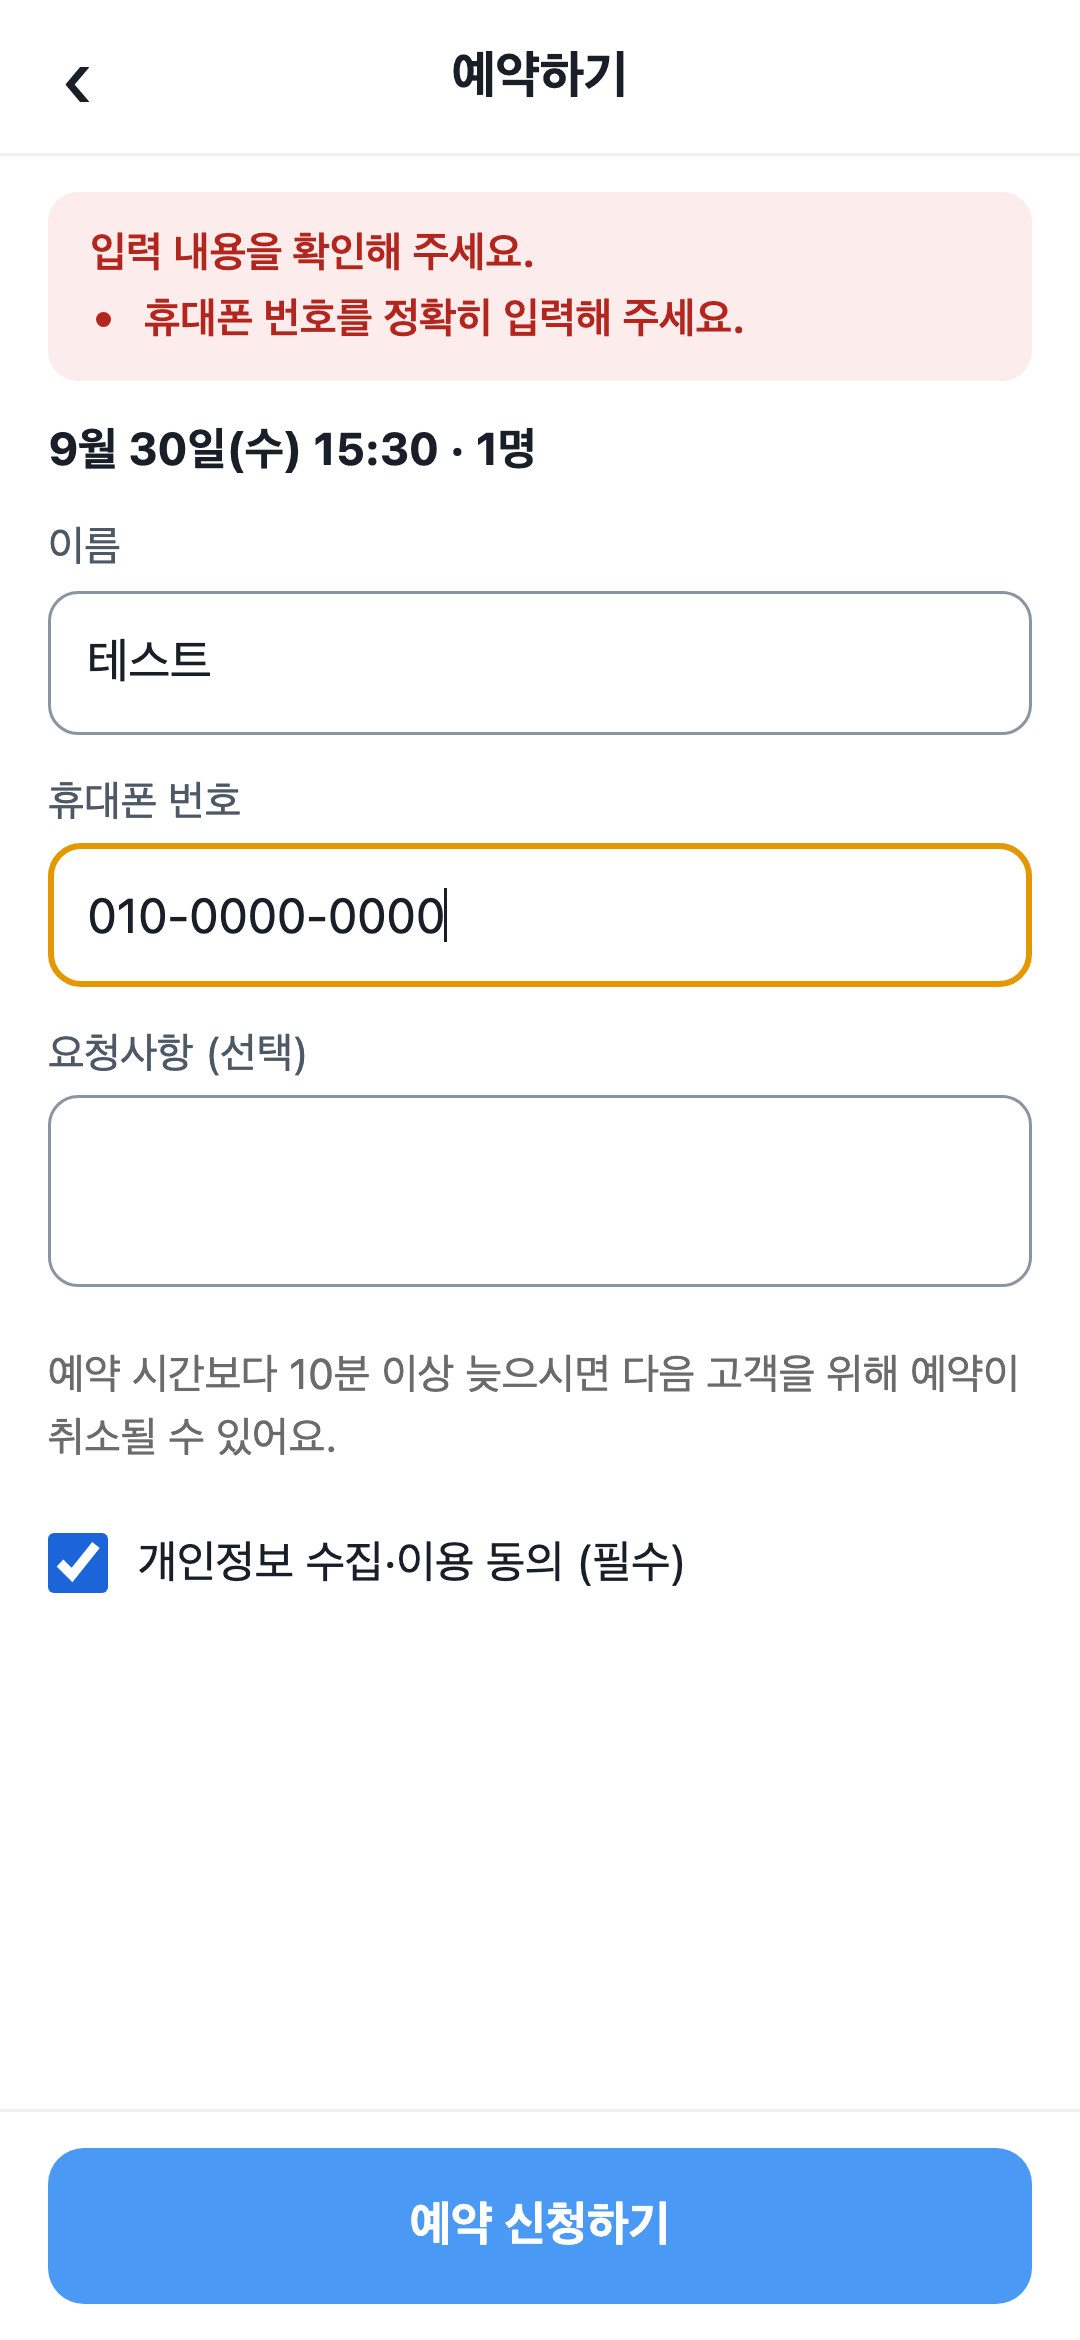 예약하기
입력 내용을 확인해 주세요.
• 휴대폰 번호를 정확히 입력해 주세요.
9월 30일(수) 15:30 · 1명
이름
테스트
휴대폰 번호
010-0000-0000
요청사항 (선택)
예약 시간보다 10분 이상 늦으시면 다음 고객을 위해 예약이
취소될 수 있어요.
개인정보 수집·이용 동의 (필수)
예약 신청하기